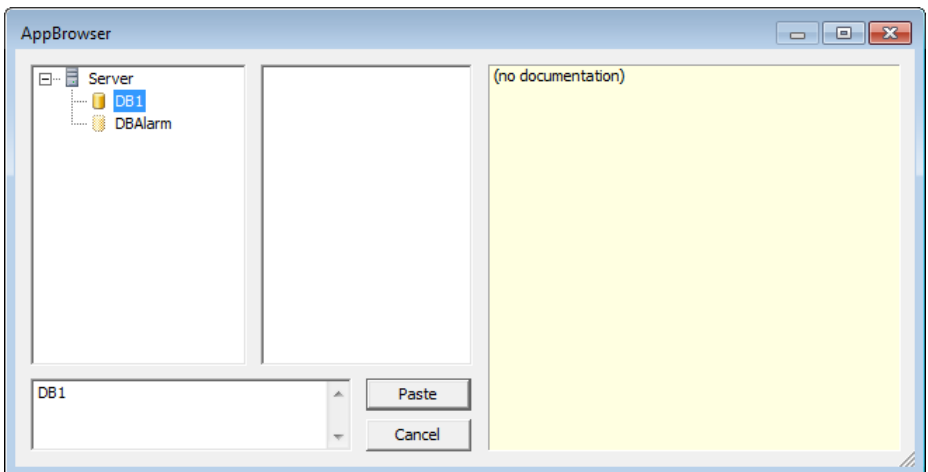 AppBrowser
Server
DB1
DBAlarm
(no documentation)
DB1
Paste
Cancel